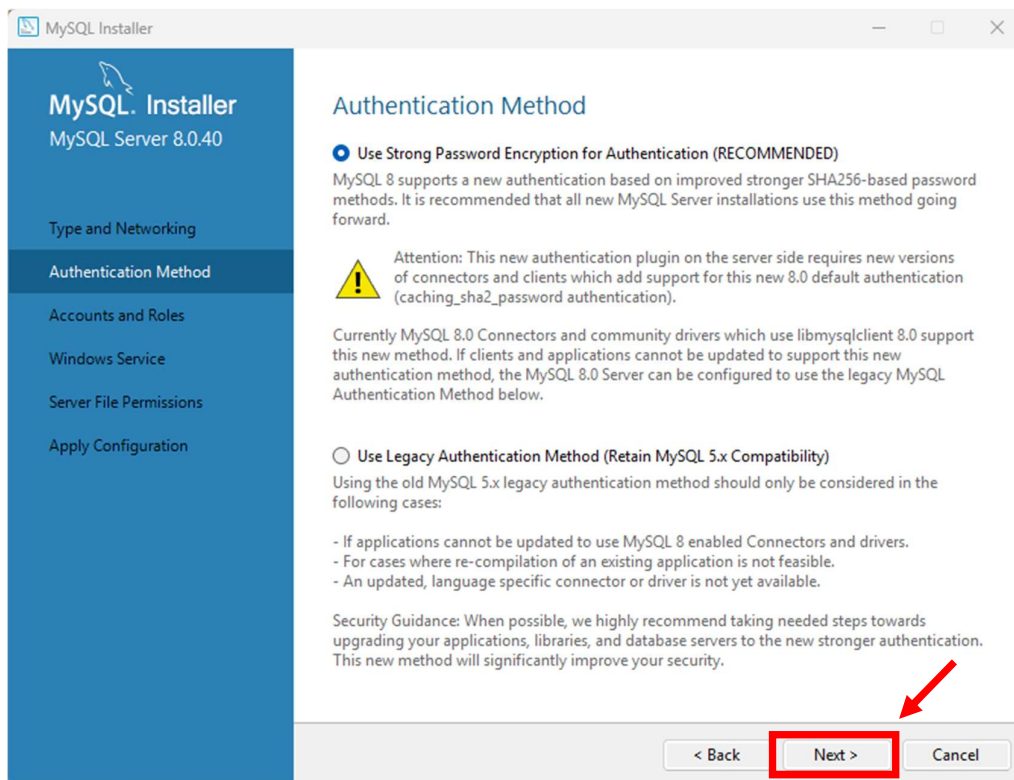 MySQL Installer
MySQL. Installer
MySQL Server 8.0.40
Type and Networking
Authentication Method
Accounts and Roles
Windows Service
Server File Permissions
Apply Configuration
Authentication Method
Use Strong Password Encryption for Authentication (RECOMMENDED)
MySQL 8 supports a new authentication based on improved stronger SHA256-based password
methods. It is recommended that all new MySQL Server installations use this method going
forward.
Attention: This new authentication plugin on the server side requires new versions
of connectors and clients which add support for this new 8.0 default authentication
(caching_sha2_password authentication).
Currently MySQL 8.0 Connectors and community drivers which use libmysqlclient 8.0 support
this new method. If clients and applications cannot be updated to support this new
authentication method, the MySQL 8.0 Server can be configured to use the legacy MySQL
Authentication Method below.
Use Legacy Authentication Method (Retain MySQL 5.x Compatibility)
Using the old MySQL 5.x legacy authentication method should only be considered in the
following cases:
- If applications cannot be updated to use MySQL 8 enabled Connectors and drivers.
- For cases where re-compilation of an existing application is not feasible.
- An updated, language specific connector or driver is not yet available.
Security Guidance: When possible, we highly recommend taking needed steps towards
upgrading your applications, libraries, and database servers to the new stronger authentication.
This new method will significantly improve your security.
< Back
Next >
Cancel